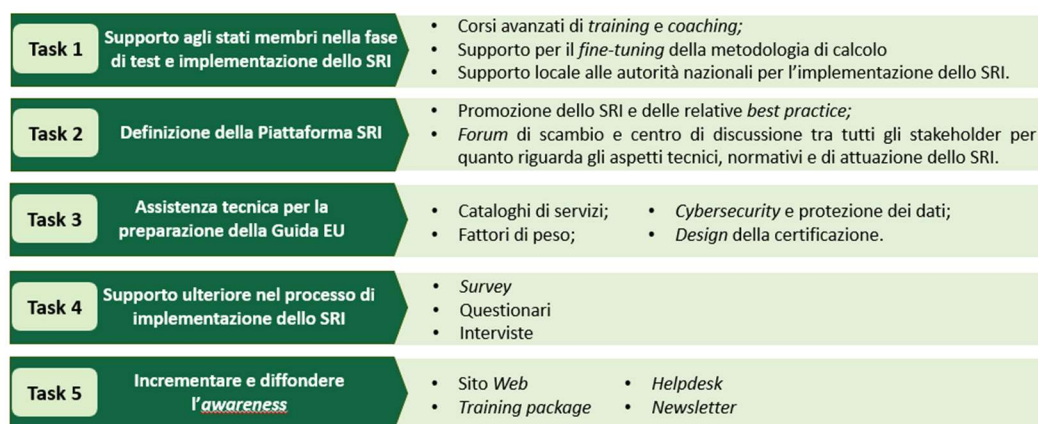 Task 1
Supporto agli stati membri nella fase
di test e implementazione dello SRI
• Corsi avanzati di training e coaching;
• Supporto per il fine-tuning della metodologia di calcolo
• Supporto locale alle autorità nazionali per l’implementazione dello SRI.
Task 2
Definizione della Piattaforma SRI
• Promozione dello SRI e delle relative best practice;
• Forum di scambio e centro di discussione tra tutti gli stakeholder per
quanto riguarda gli aspetti tecnici, normativi e di attuazione dello SRI.
Task 3
Assistenza tecnica per la
preparazione della Guida EU
• Cataloghi di servizi;
• Fattori di peso;
• Cybersecurity e protezione dei dati;
• Design della certificazione.
Task 4
Supporto ulteriore nel processo di
implementazione dello SRI
• Survey
• Questionari
• Interviste
Task 5
Incrementare e diffondere
l’awareness
• Sito Web
• Training package
• Helpdesk
• Newsletter